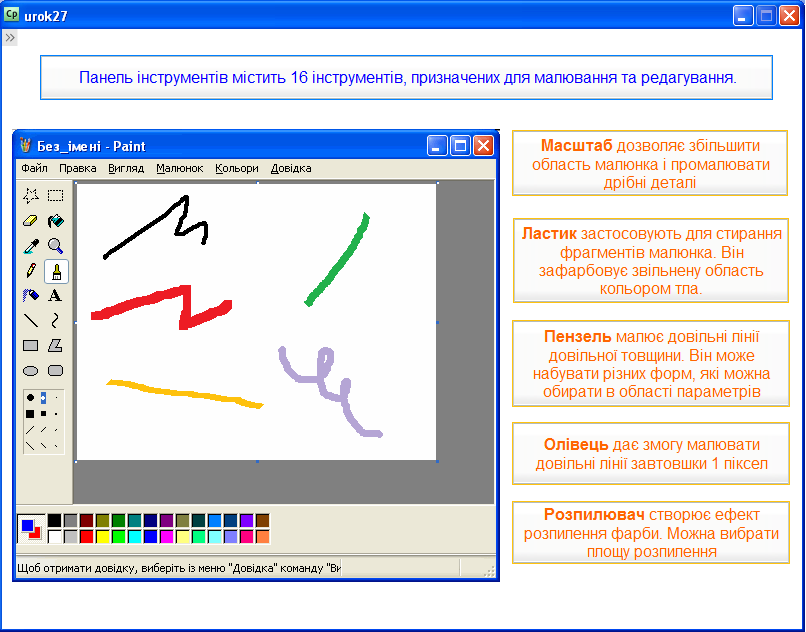 urok27
Панель інструментів містить 16 інструментів, призначених для малювання та редагування.
Без_імені - Paint
Файл Правка Вигляд Малюнок Кольори Довідка
A
Щоб отримати довідку, виберіть із меню "Довідка" команду "Ви
Масштаб дозволяє збільшити
область малюнка і промалювати
дрібні деталі
Ластик застосовують для стирання
фрагментів малюнка. Він
зафарбовує звільнену область
кольором тла.
Пензель малює довільні лінії
довільної товщини. Він може
набувати різних форм, які можна
обирати в області параметрів
Олівець дає змогу малювати
довільні лінії завтовшки 1 піксел
Розпилювач створює ефект
розпилення фарби. Можна вибрати
площу розпилення